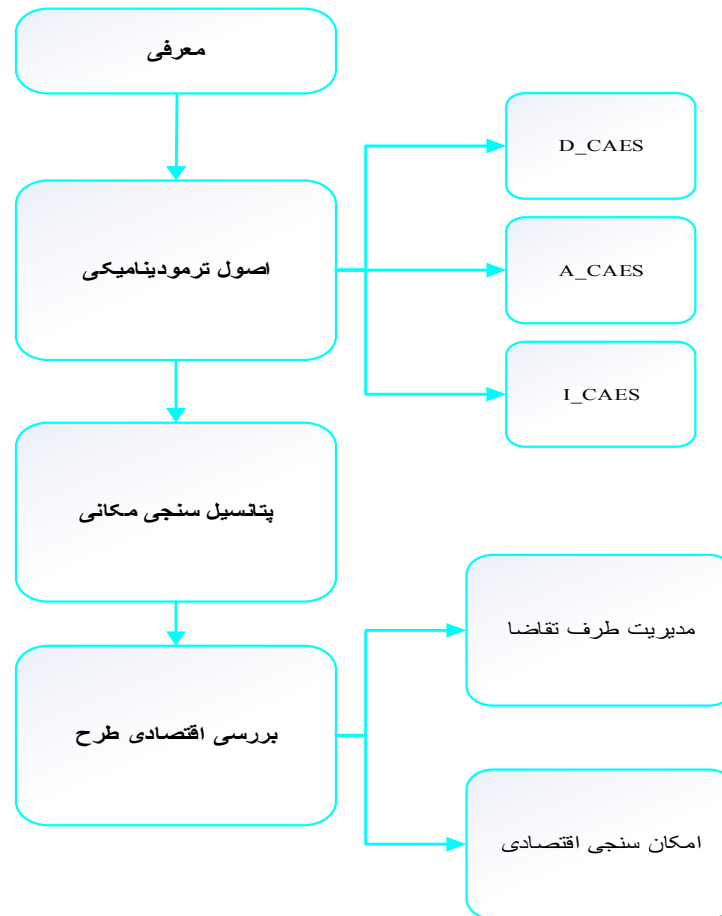 معرفی
اصول ترمودینامیکی
D_CAES
A_CAES
I_CAES
پتانسیل سنجی مکانی
بررسی اقتصادی طرح
مدیریت طرف تقاضا
امکان سنجی اقتصادی